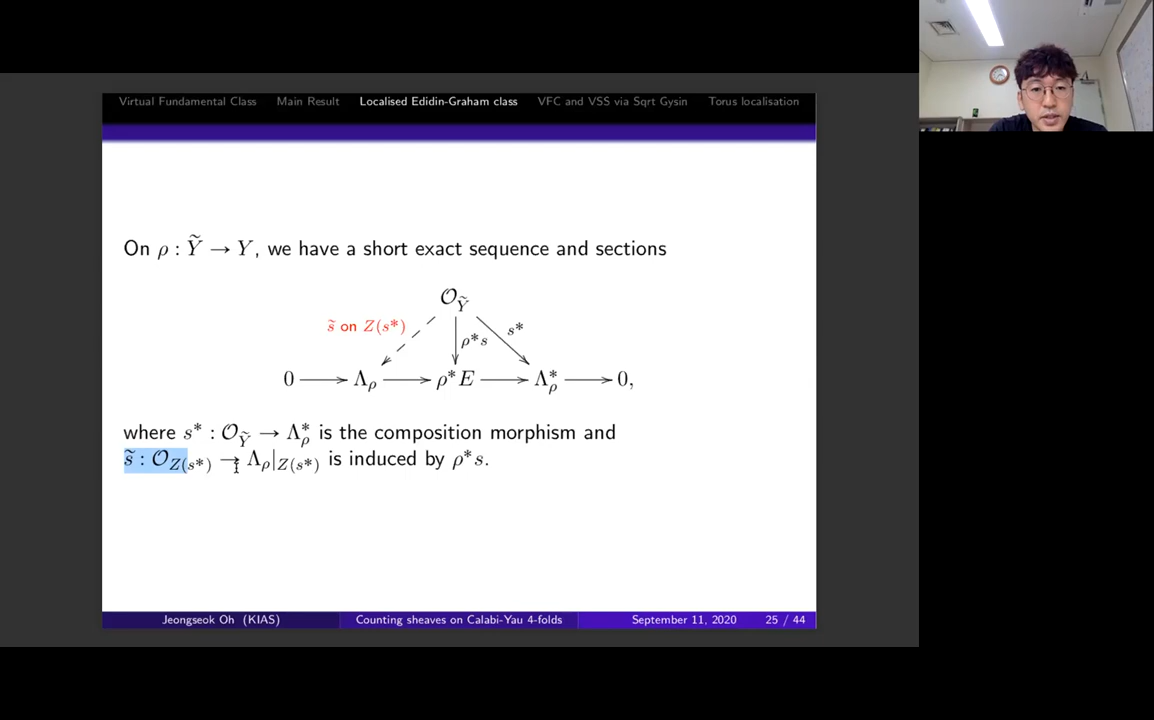 Virtual Fundamental Class Main Result Localised Edidin-Graham class VFC and VSS via Sqrt Gysin Torus localisation
On ρ : Ỹ → Y, we have a short exact sequence and sections
𝒪_Ỹ
s̃ on Z(s*) ρ*s s*
0 → Λ_ρ → ρ*E → Λ*_ρ → 0,
where s* : 𝒪_Ỹ → Λ*_ρ is the composition morphism and
s̃ : 𝒪_{Z(s*)} → Λ_ρ|_{Z(s*)} is induced by ρ*s.
Jeongseok Oh (KIAS) Counting sheaves on Calabi-Yau 4-folds September 11, 2020 25 / 44